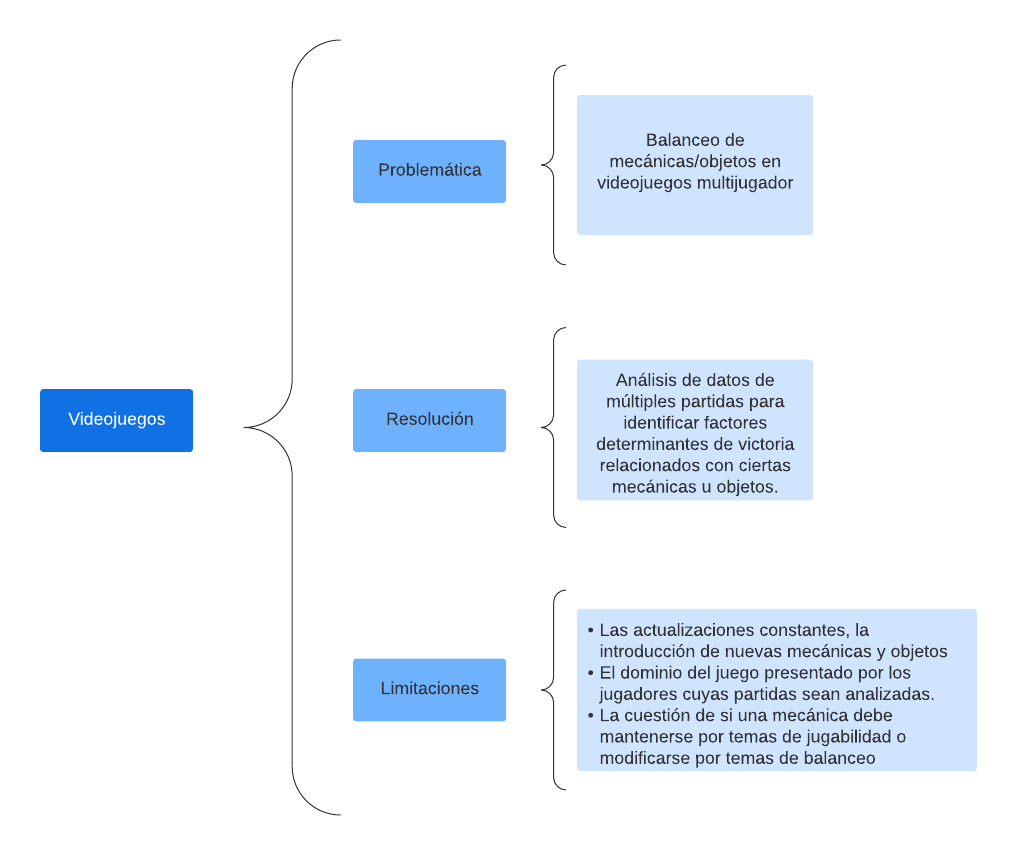 Videojuegos
Problemática
Balanceo de
mecánicas/objetos en
videojuegos multijugador
Resolución
Análisis de datos de
múltiples partidas para
identificar factores
determinantes de victoria
relacionados con ciertas
mecánicas u objetos.
Limitaciones
• Las actualizaciones constantes, la
introducción de nuevas mecánicas y objetos
• El dominio del juego presentado por los
jugadores cuyas partidas sean analizadas.
• La cuestión de si una mecánica debe
mantenerse por temas de jugabilidad o
modificarse por temas de balanceo